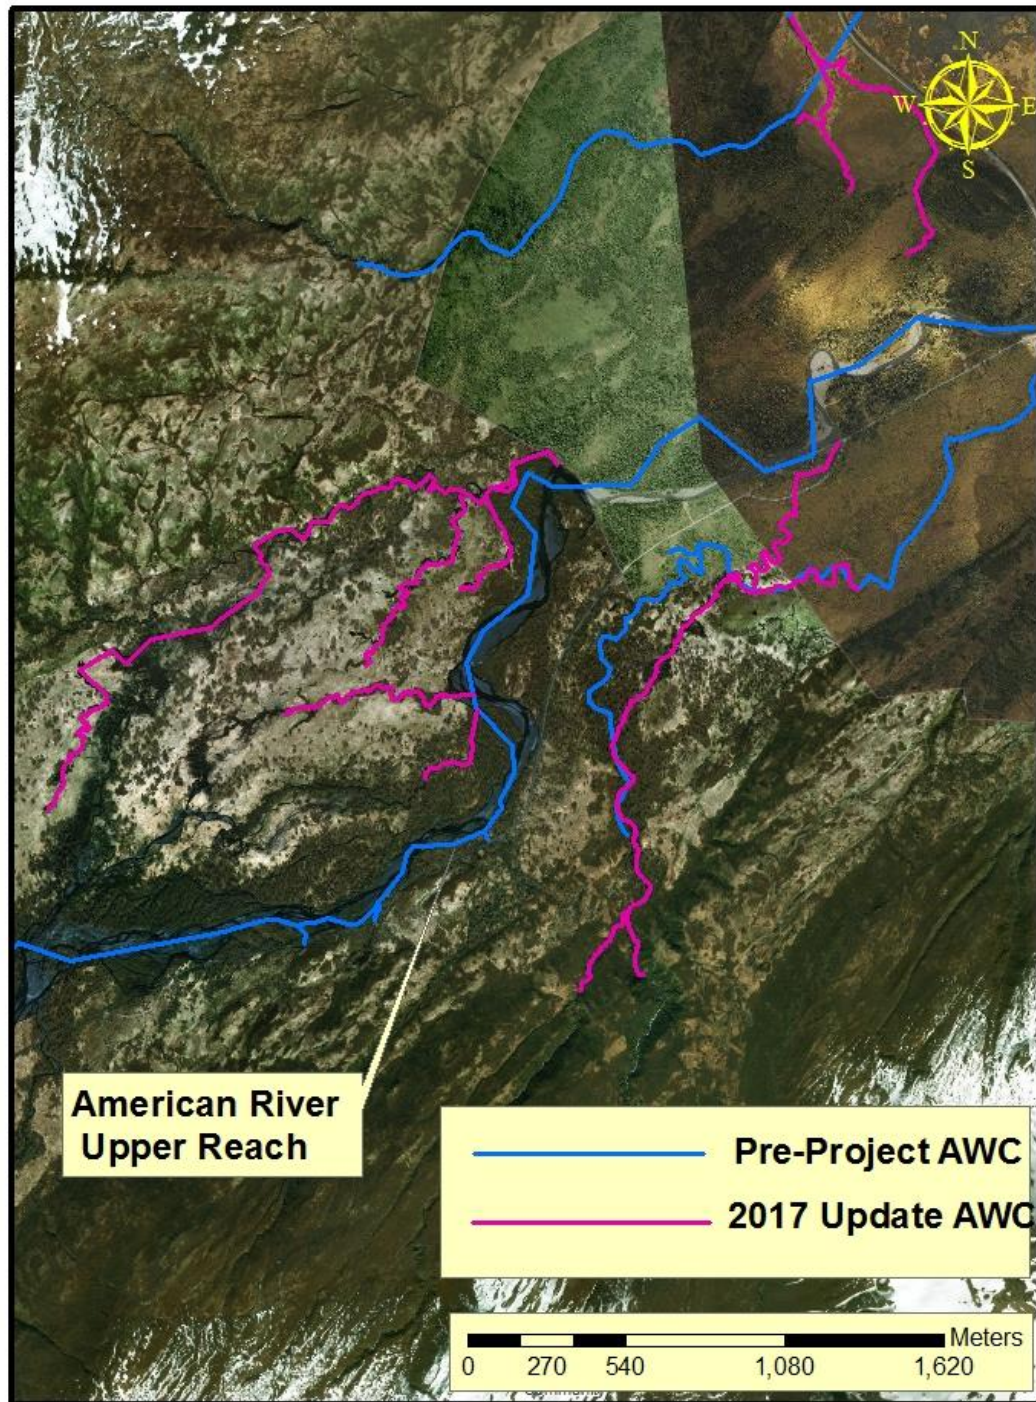 N
W E
S
American River
Upper Reach
Pre-Project AWC
2017 Update AWC
Meters
0 270 540 1,080 1,620